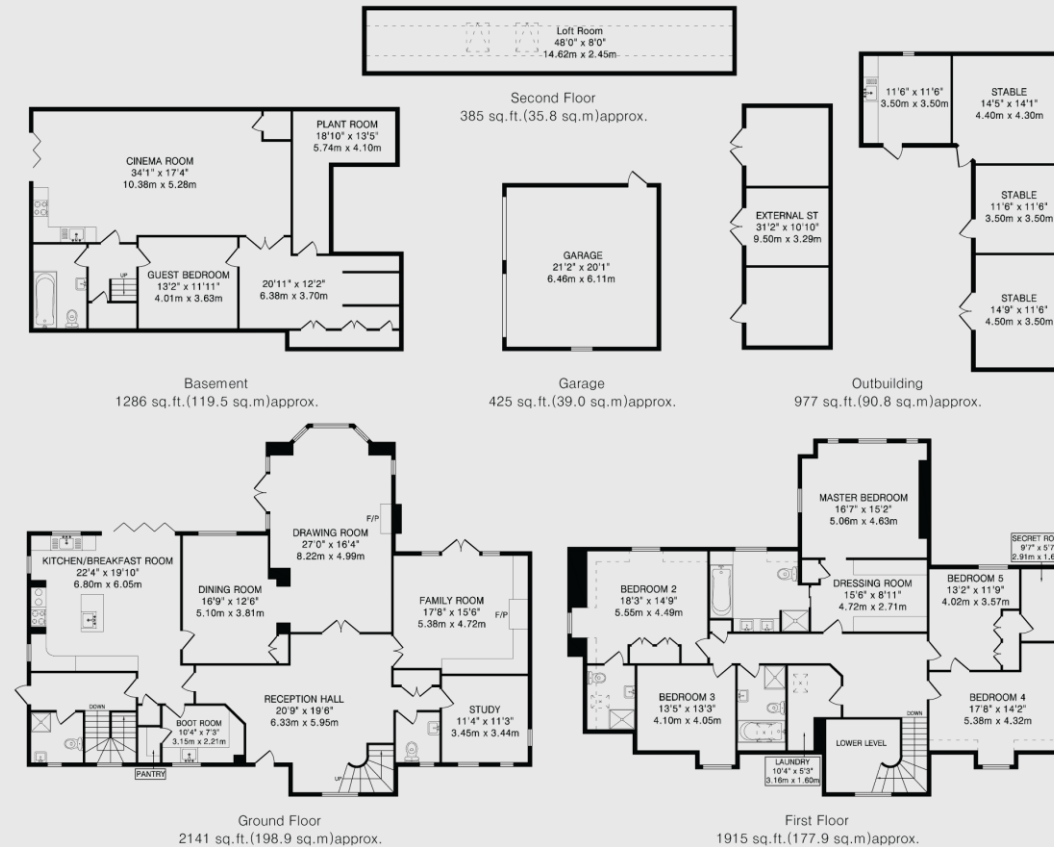 Loft Room
48'0" x 8'0"
14.62m x 2.45m
Second Floor
385 sq.ft.(35.8 sq.m)approx.
CINEMA ROOM
34'1" x 17'4"
10.38m x 5.28m
PLANT ROOM
18'10" x 13'5"
5.74m x 4.10m
UP
GUEST BEDROOM
13'2" x 11'11"
4.01m x 3.63m
20'11" x 12'2"
6.38m x 3.70m
Basement
1286 sq.ft.(119.5 sq.m)approx.
GARAGE
21'2" x 20'1"
6.46m x 6.11m
Garage
425 sq.ft.(39.0 sq.m)approx.
EXTERNAL ST
31'2" x 10'10"
9.50m x 3.29m
11'6" x 11'6"
3.50m x 3.50m
STABLE
14'5" x 14'1"
4.40m x 4.30m
STABLE
11'6" x 11'6"
3.50m x 3.50m
STABLE
14'9" x 11'6"
4.50m x 3.50m
Outbuilding
977 sq.ft.(90.8 sq.m)approx.
KITCHEN/BREAKFAST ROOM
22'4" x 19'10"
6.80m x 6.05m
DINING ROOM
16'9" x 12'6"
5.10m x 3.81m
DRAWING ROOM
27'0" x 16'4"
8.22m x 4.99m
F/P
FAMILY ROOM
17'8" x 15'6"
5.38m x 4.72m
F/P
RECEPTION HALL
20'9" x 19'6"
6.33m x 5.95m
STUDY
11'4" x 11'3"
3.45m x 3.44m
DOWN
BOOT ROOM
10'4" x 7'3"
3.15m x 2.21m
PANTRY
UP
Ground Floor
2141 sq.ft.(198.9 sq.m)approx.
MASTER BEDROOM
16'7" x 15'2"
5.06m x 4.63m
DRESSING ROOM
15'6" x 8'11"
4.72m x 2.71m
BEDROOM 2
18'3" x 14'9"
5.55m x 4.49m
BEDROOM 5
13'2" x 11'9"
4.02m x 3.57m
SECRET RO
9'7" x 5'7
2.91m x 1.6
BEDROOM 3
13'5" x 13'3"
4.10m x 4.05m
BEDROOM 4
17'8" x 14'2"
5.38m x 4.32m
DOWN
LOWER LEVEL
LAUNDRY
10'4" x 5'3"
3.16m x 1.60m
First Floor
1915 sq.ft.(177.9 sq.m)approx.